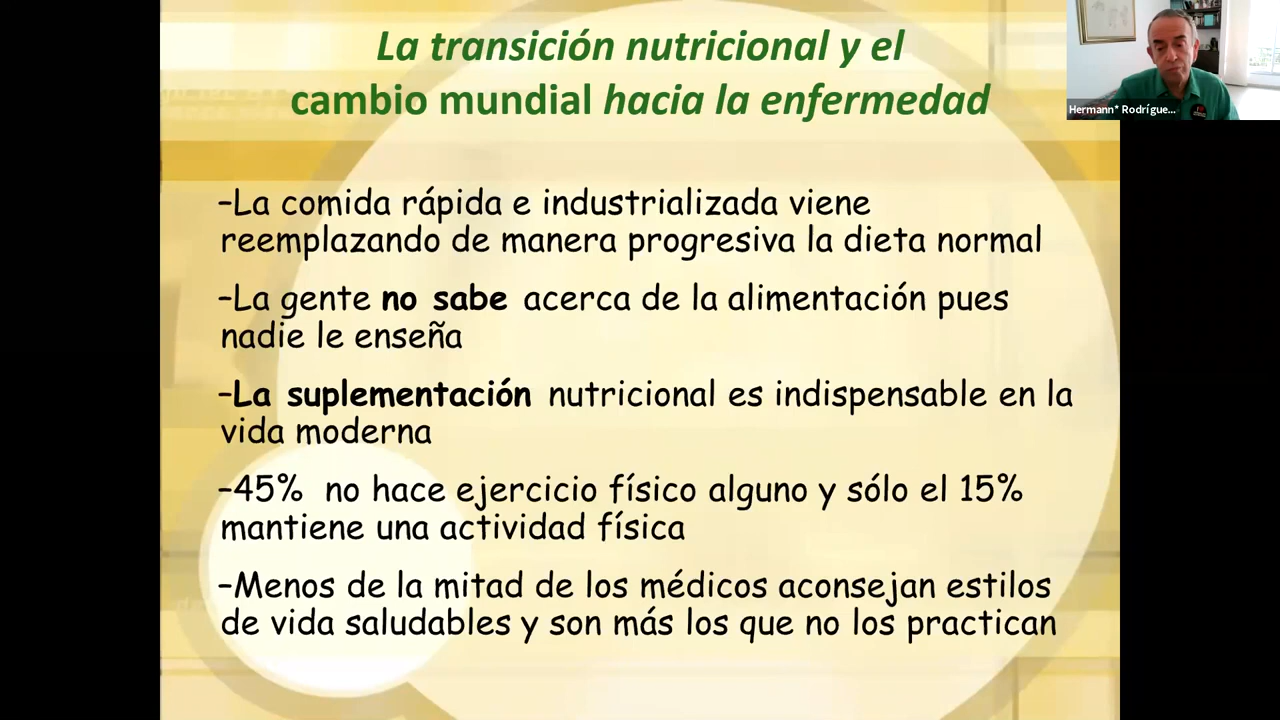 La transición nutricional y el
cambio mundial hacia la enfermedad
Hermann* Rodrígue...
–La comida rápida e industrializada viene
reemplazando de manera progresiva la dieta normal
–La gente no sabe acerca de la alimentación pues
nadie le enseña
–La suplementación nutricional es indispensable en la
vida moderna
–45% no hace ejercicio físico alguno y sólo el 15%
mantiene una actividad física
–Menos de la mitad de los médicos aconsejan estilos
de vida saludables y son más los que no los practican